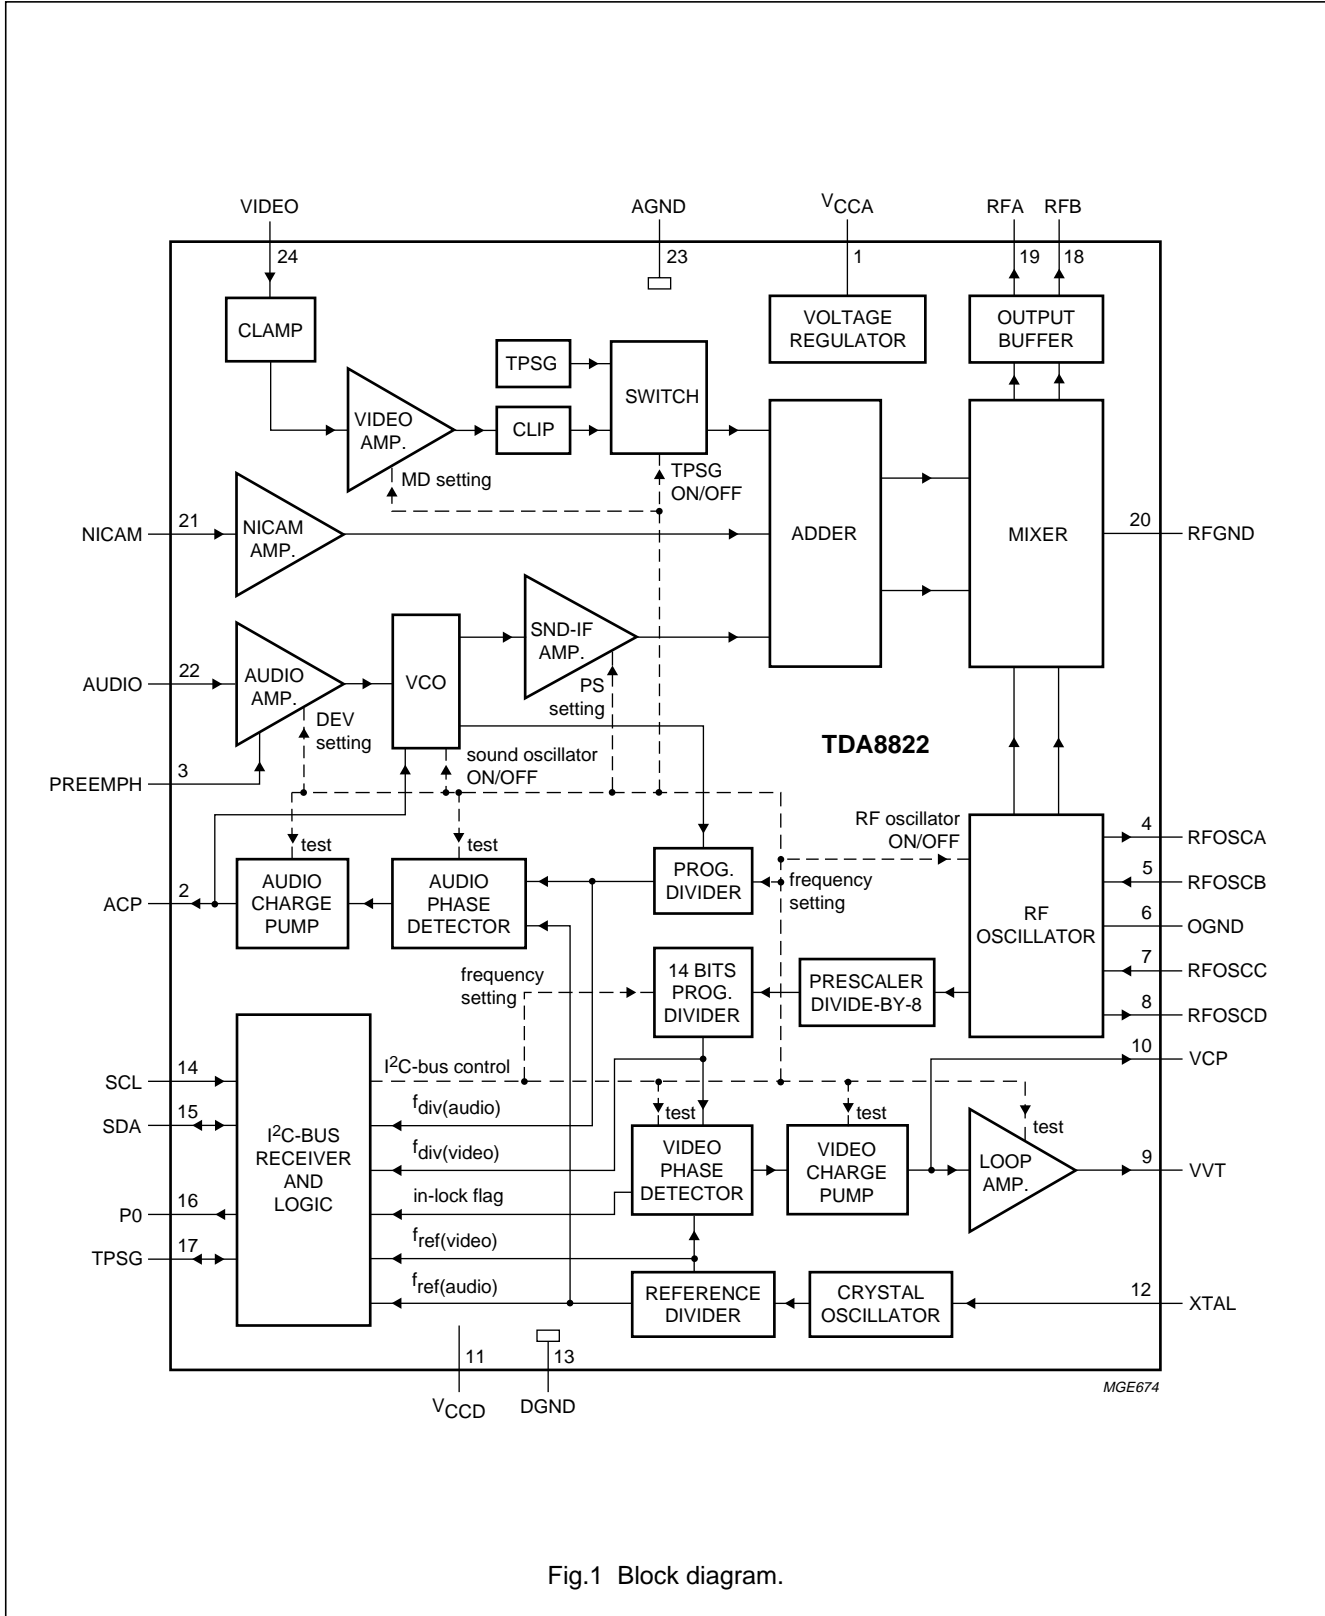 VIDEO
AGND
VCCA
RFA
RFB
24
23
1
19
18
CLAMP
VOLTAGE
REGULATOR
OUTPUT
BUFFER
TPSG
SWITCH
VIDEO
AMP.
CLIP
MD setting
TPSG
ON/OFF
NICAM
21
NICAM
AMP.
ADDER
MIXER
20
RFGND
SND-IF
AMP.
AUDIO
22
AUDIO
AMP.
VCO
PS
setting
DEV
setting
TDA8822
PREEMPH
3
sound oscillator
ON/OFF
RF oscillator
ON/OFF
4
RFOSCA
test
test
ACP
2
AUDIO
CHARGE
PUMP
AUDIO
PHASE
DETECTOR
PROG.
DIVIDER
frequency
setting
5
RFOSCB
RF
OSCILLATOR
6
OGND
frequency
setting
14 BITS
PROG.
DIVIDER
PRESCALER
DIVIDE-BY-8
7
RFOSCC
8
RFOSCD
10
VCP
SCL
14
I2C-bus control
SDA
15
fdiv(audio)
test
test
test
I2C-BUS
RECEIVER
AND
LOGIC
fdiv(video)
VIDEO
PHASE
DETECTOR
VIDEO
CHARGE
PUMP
LOOP
AMP.
9
VVT
P0
16
in-lock flag
TPSG
17
fref(video)
fref(audio)
REFERENCE
DIVIDER
CRYSTAL
OSCILLATOR
12
XTAL
11
13
VCCD
DGND
MGE674
Fig.1 Block diagram.